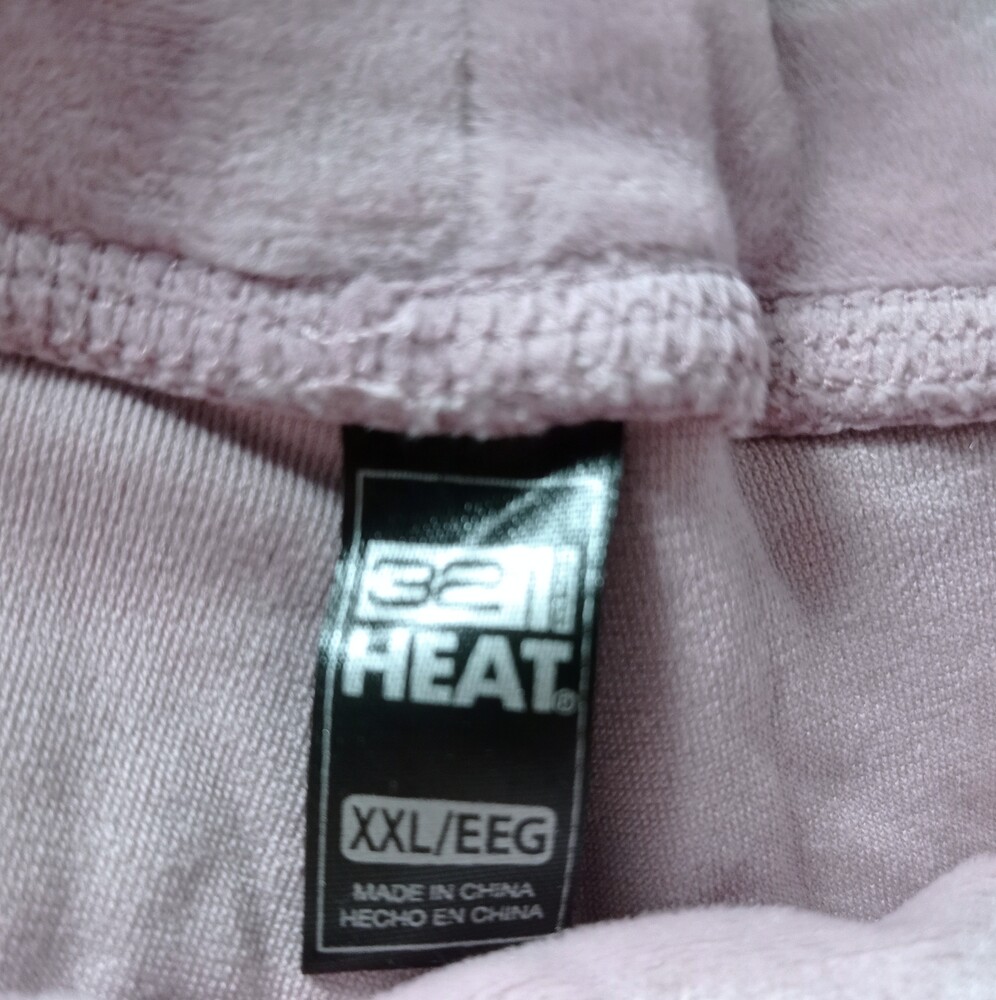 32
HEAT®
XXL/EEG
MADE IN CHINA
HECHO EN CHINA